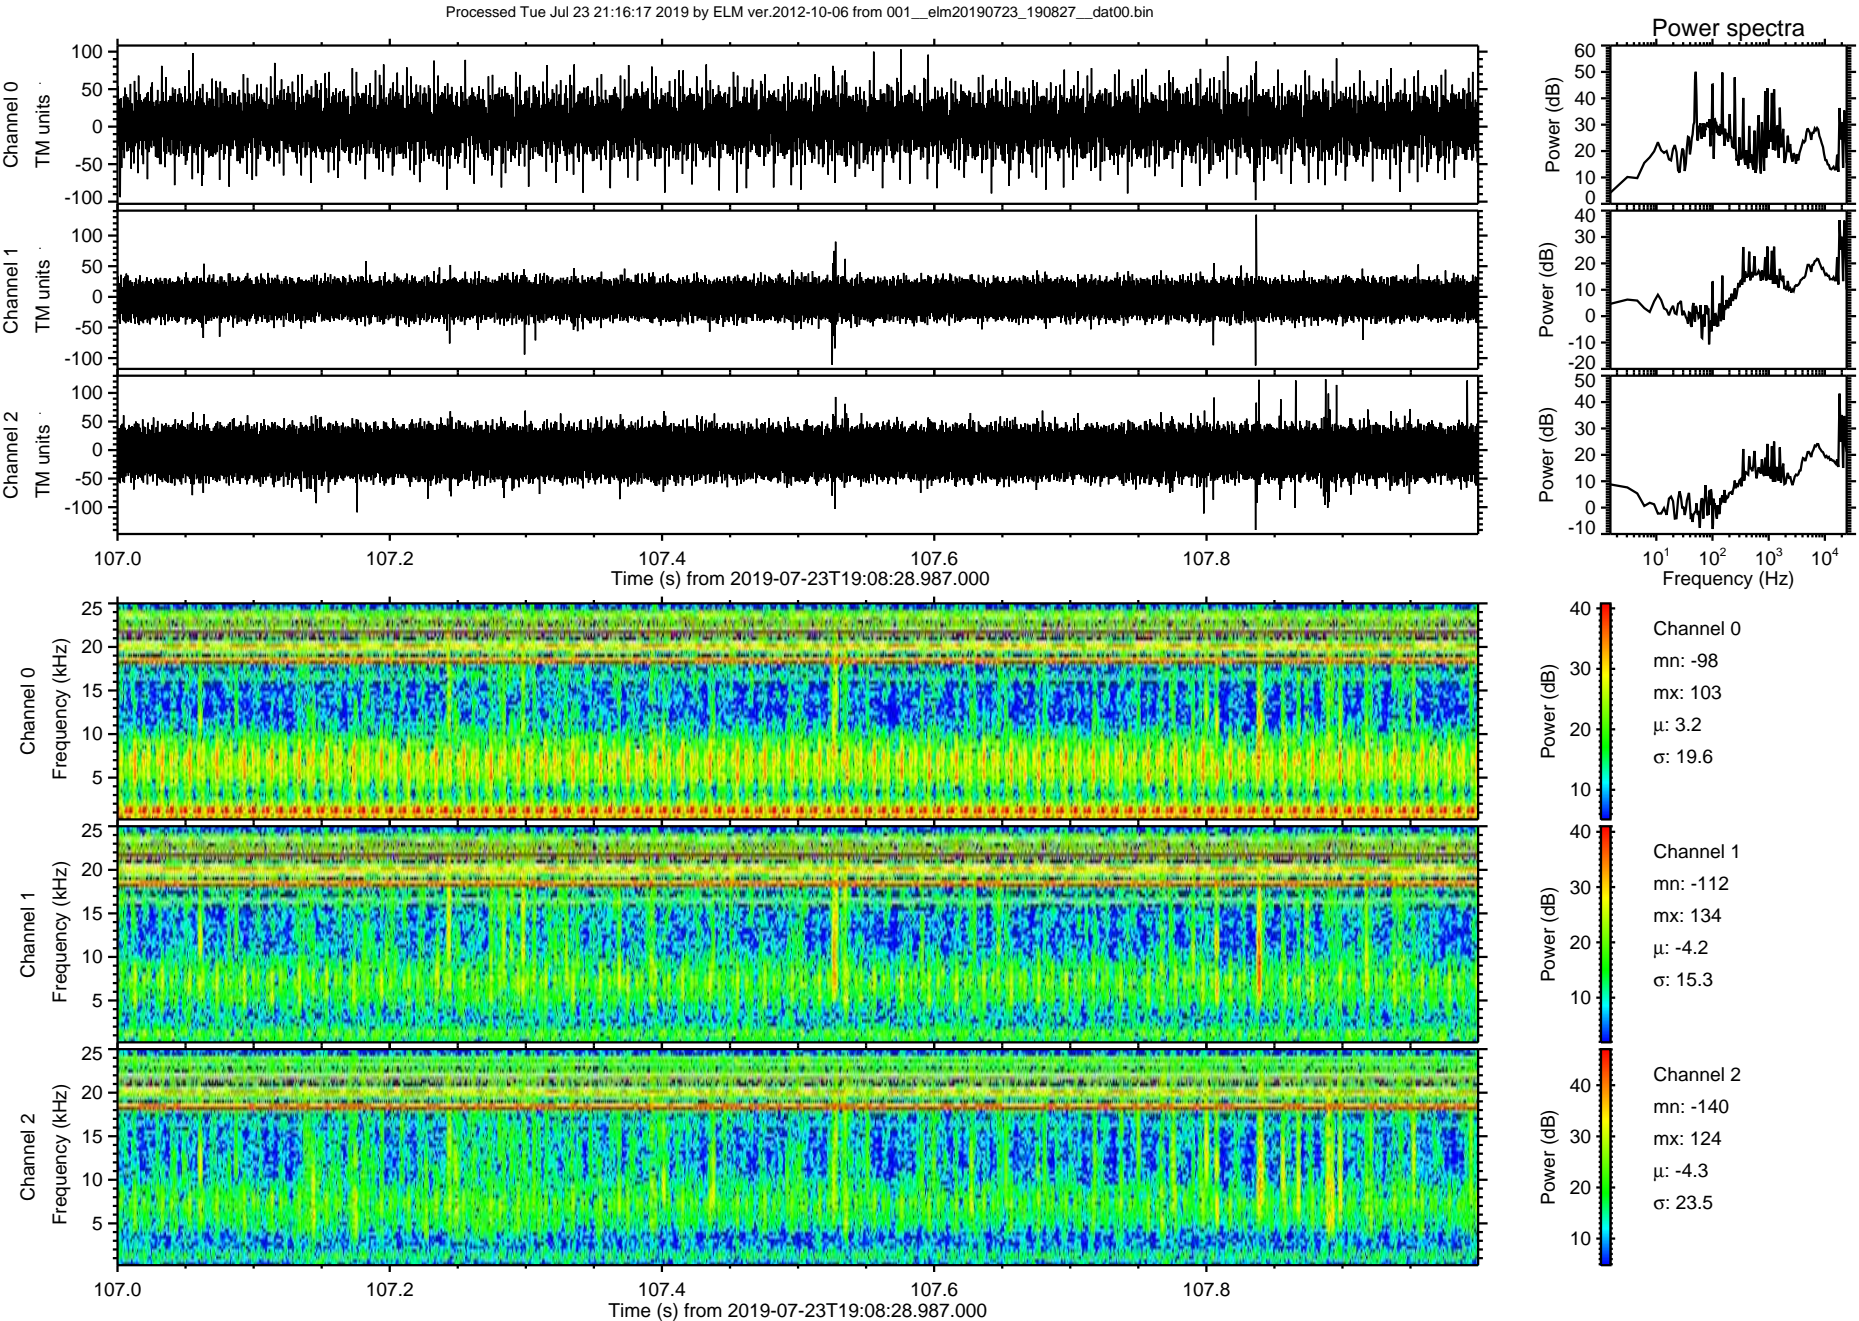 Processed Tue Jul 23 21:16:17 2019 by ELM ver.2012-10-06 from 001__elm20190723_190827__dat00.bin
Power spectra
Channel 0
TM units
100
50
0
-50
-100
Power (dB)
60
50
40
30
20
10
0
Channel 1
TM units
100
50
0
-50
-100
Power (dB)
40
30
20
10
0
-10
-20
Channel 2
TM units
100
50
0
-50
-100
Power (dB)
50
40
30
20
10
0
-10
107.0 107.2 107.4 107.6 107.8
Time (s) from 2019-07-23T19:08:28.987.000
10¹ 10² 10³ 10⁴
Frequency (Hz)
Channel 0
Frequency (kHz)
25
20
15
10
5
Power (dB)
40
30
20
10
Channel 0
mn: -98
mx: 103
μ: 3.2
σ: 19.6
Channel 1
Frequency (kHz)
25
20
15
10
5
Power (dB)
40
30
20
10
Channel 1
mn: -112
mx: 134
μ: -4.2
σ: 15.3
Channel 2
Frequency (kHz)
25
20
15
10
5
Power (dB)
40
30
20
10
Channel 2
mn: -140
mx: 124
μ: -4.3
σ: 23.5
107.0 107.2 107.4 107.6 107.8
Time (s) from 2019-07-23T19:08:28.987.000